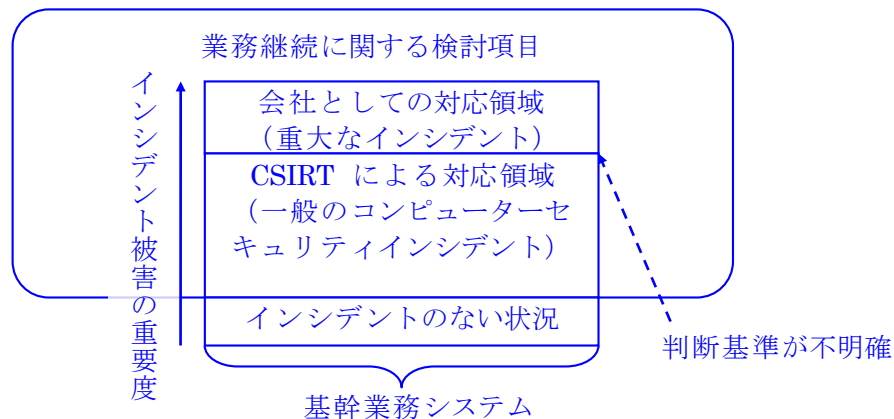 業務継続に関する検討項目
インシデント被害の重要度
会社としての対応領域
（重大なインシデント）
CSIRT による対応領域
（一般のコンピューターセ
キュリティインシデント）
インシデントのない状況
判断基準が不明確
基幹業務システム